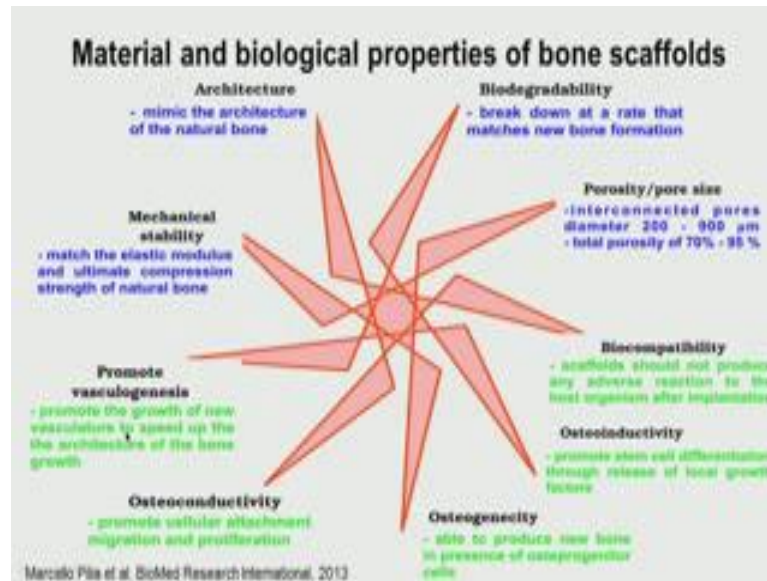 Material and biological properties of bone scaffolds
Architecture
- mimic the architecture
of the natural bone
Biodegradability
- break down at a rate that
matches new bone formation
Porosity/pore size
-interconnected pores
diameter 200 - 900 µm
- total porosity of 70% - 95 %
Mechanical
stability
- match the elastic modulus
and ultimate compression
strength of natural bone
Biocompatibility
- scaffolds should not produce
any adverse reaction to the
host organism after implantation
Promote
vasculogenesis
- promote the growth of new
vasculature to speed up the
the architecture of the bone
growth
Osteoinductivity
- promote stem cell differentiation
through release of local growth
factors
Osteoconductivity
- promote cellular attachment
migration and proliferation
Osteogenecity
- able to produce new bone
in presence of osteprogenitor
cells
Marcello Pilia et al. BioMed Research International, 2013